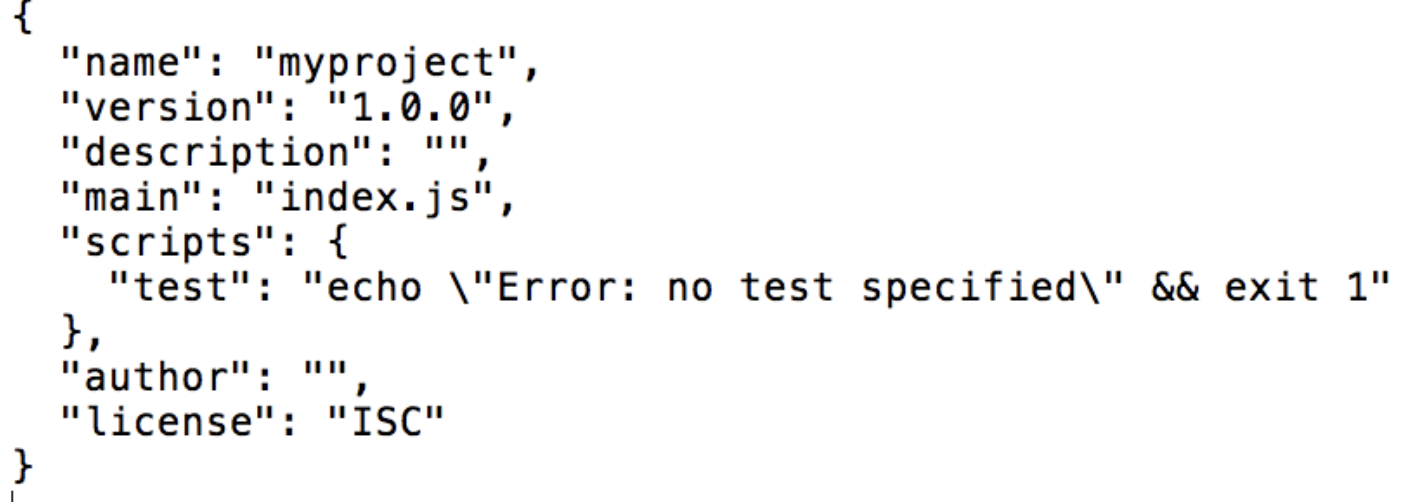 {
  "name": "myproject",
  "version": "1.0.0",
  "description": "",
  "main": "index.js",
  "scripts": {
    "test": "echo \"Error: no test specified\" && exit 1"
  },
  "author": "",
  "license": "ISC"
}